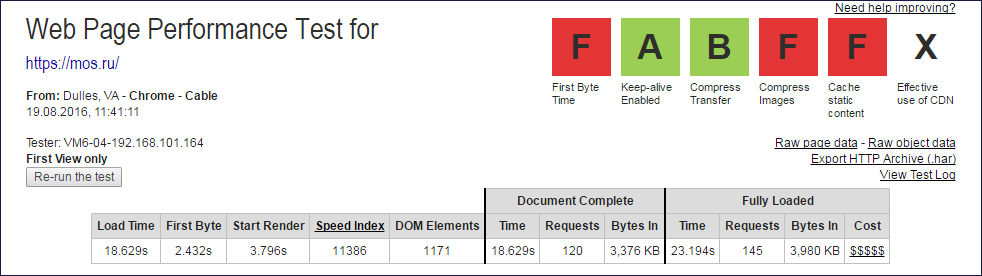 Need help improving?
Web Page Performance Test for
https://mos.ru/
F A B F F X
First Byte Time
Keep-alive Enabled
Compress Transfer
Compress Images
Cache static content
Effective use of CDN
From: Dulles, VA - Chrome - Cable
19.08.2016, 11:41:11
Tester: VM6-04-192.168.101.164
First View only
Re-run the test
Raw page data - Raw object data
Export HTTP Archive (.har)
View Test Log
Document Complete Fully Loaded
Load Time First Byte Start Render Speed Index DOM Elements Time Requests Bytes In Time Requests Bytes In Cost
18.629s 2.432s 3.796s 11386 1171 18.629s 120 3,376 KB 23.194s 145 3,980 KB $$$$$